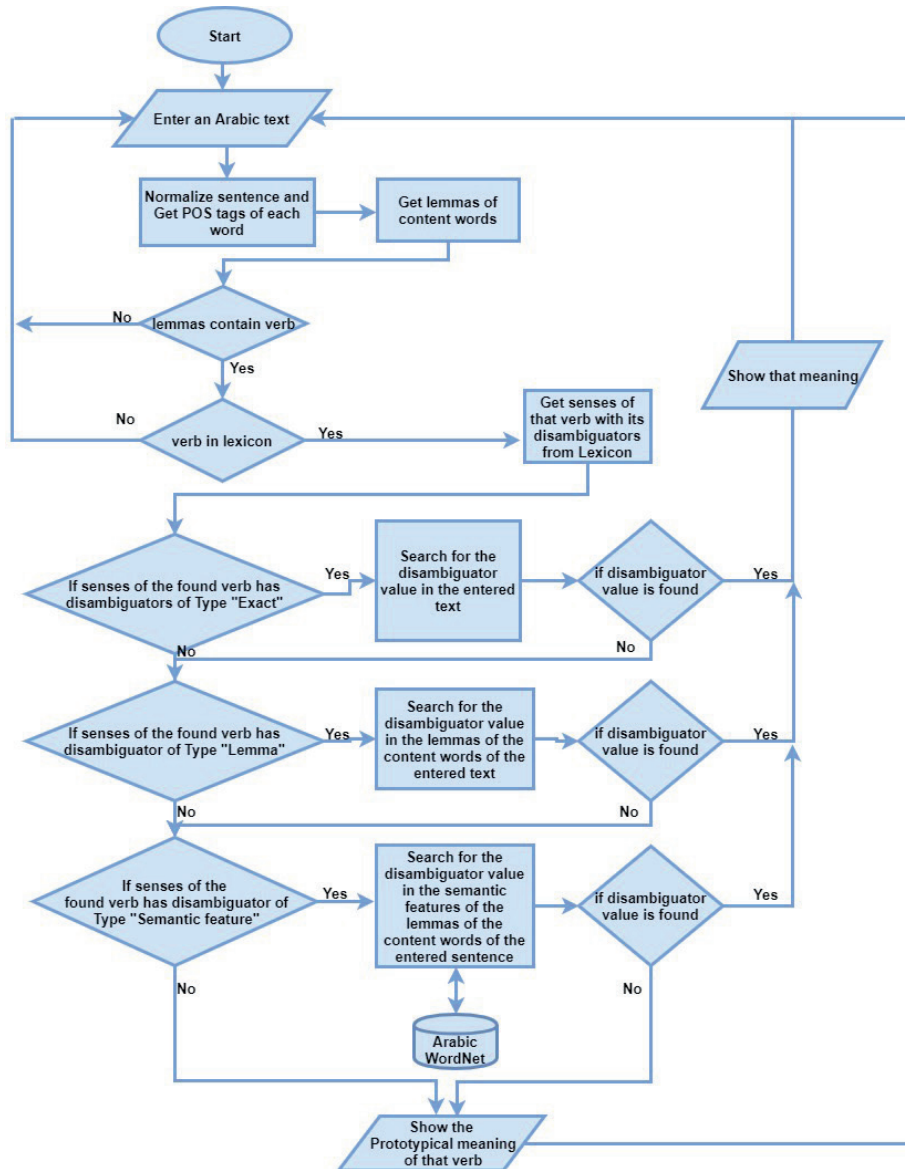 Start
Enter an Arabic text
Normalize sentence and
Get POS tags of each
word
Get lemmas of
content words
lemmas contain verb
No
Yes
verb in lexicon
No
Yes
Get senses of
that verb with its
disambiguators
from Lexicon
Show that meaning
If senses of the found verb has
disambiguators of Type "Exact"
Yes
No
Search for the
disambiguator
value in the entered
text
if disambiguator
value is found
Yes
No
If senses of the found verb has
disambiguator of Type "Lemma"
Yes
No
Search for the
disambiguator value
in the lemmas of the
content words of the
entered text
if disambiguator
value is found
Yes
No
If senses of the
found verb has disambiguator of
Type "Semantic feature"
Yes
No
Search for the
disambiguator value
in the semantic
features of the
lemmas of the
content words of the
entered sentence
if disambiguator
value is found
Yes
No
Arabic
WordNet
Show the
Prototypical meaning
of that verb